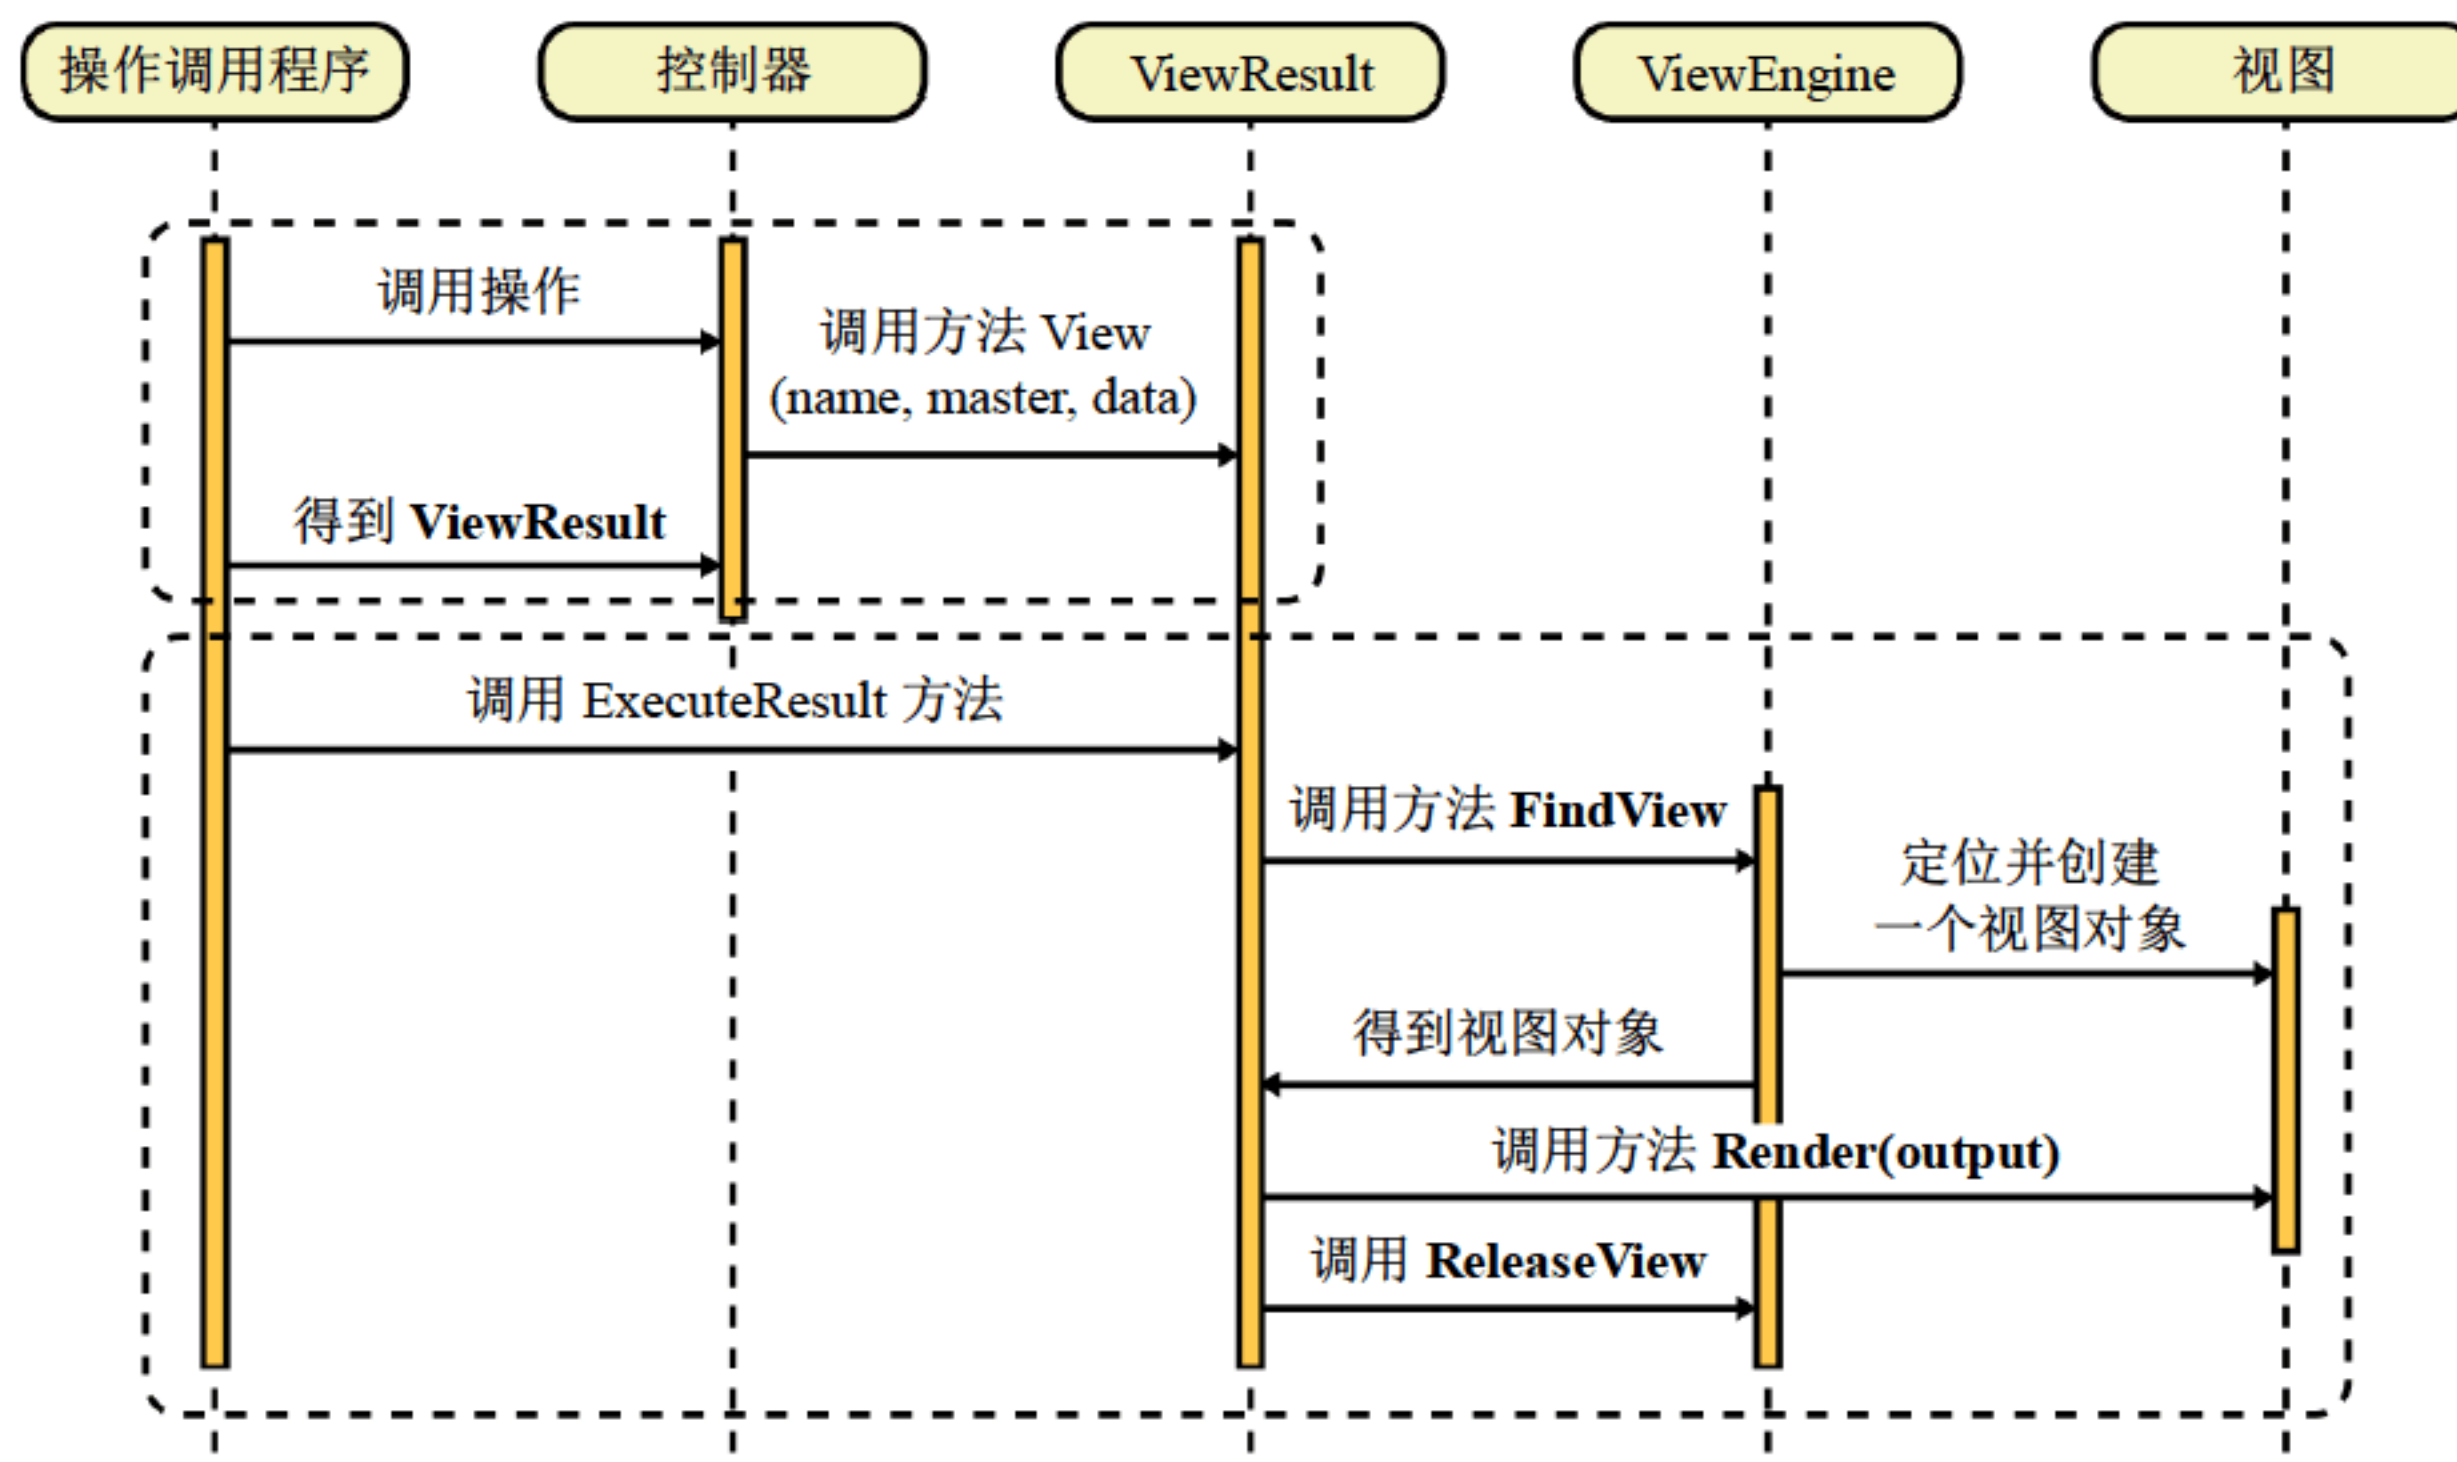 操作调用程序
控制器
ViewResult
ViewEngine
视图
调用操作
调用方法 View
(name, master, data)
得到 ViewResult
调用 ExecuteResult 方法
调用方法 FindView
定位并创建
一个视图对象
得到视图对象
调用方法 Render(output)
调用 ReleaseView